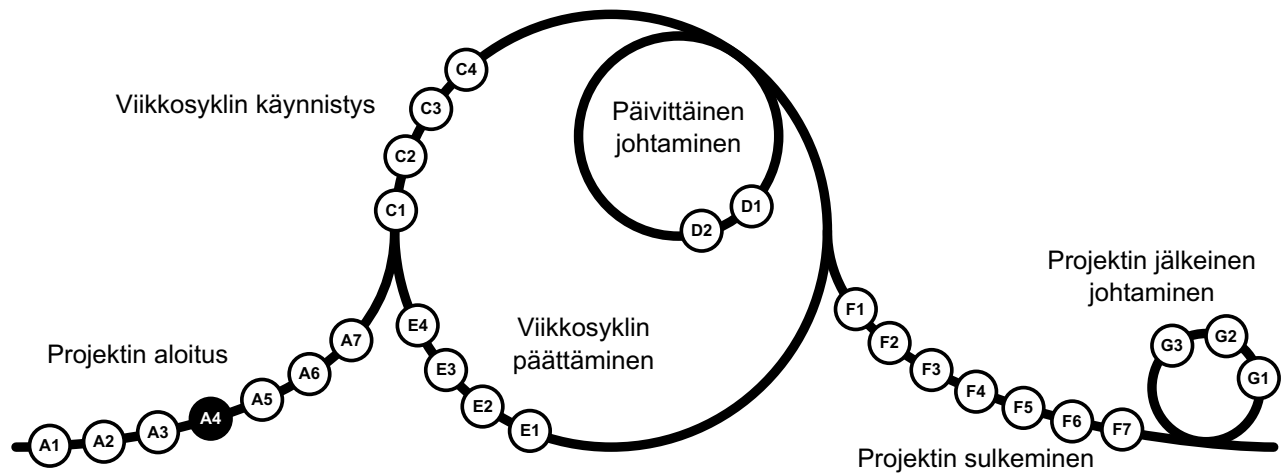 Viikkosyklin käynnistys
C4
C3
C2
C1
Päivittäinen
johtaminen
D1
D2
Projektin aloitus
A1
A2
A3
A4
A5
A6
A7
Viikkosyklin
päättäminen
E4
E3
E2
E1
F1
F2
F3
F4
F5
F6
F7
Projektin sulkeminen
Projektin jälkeinen
johtaminen
G3
G2
G1